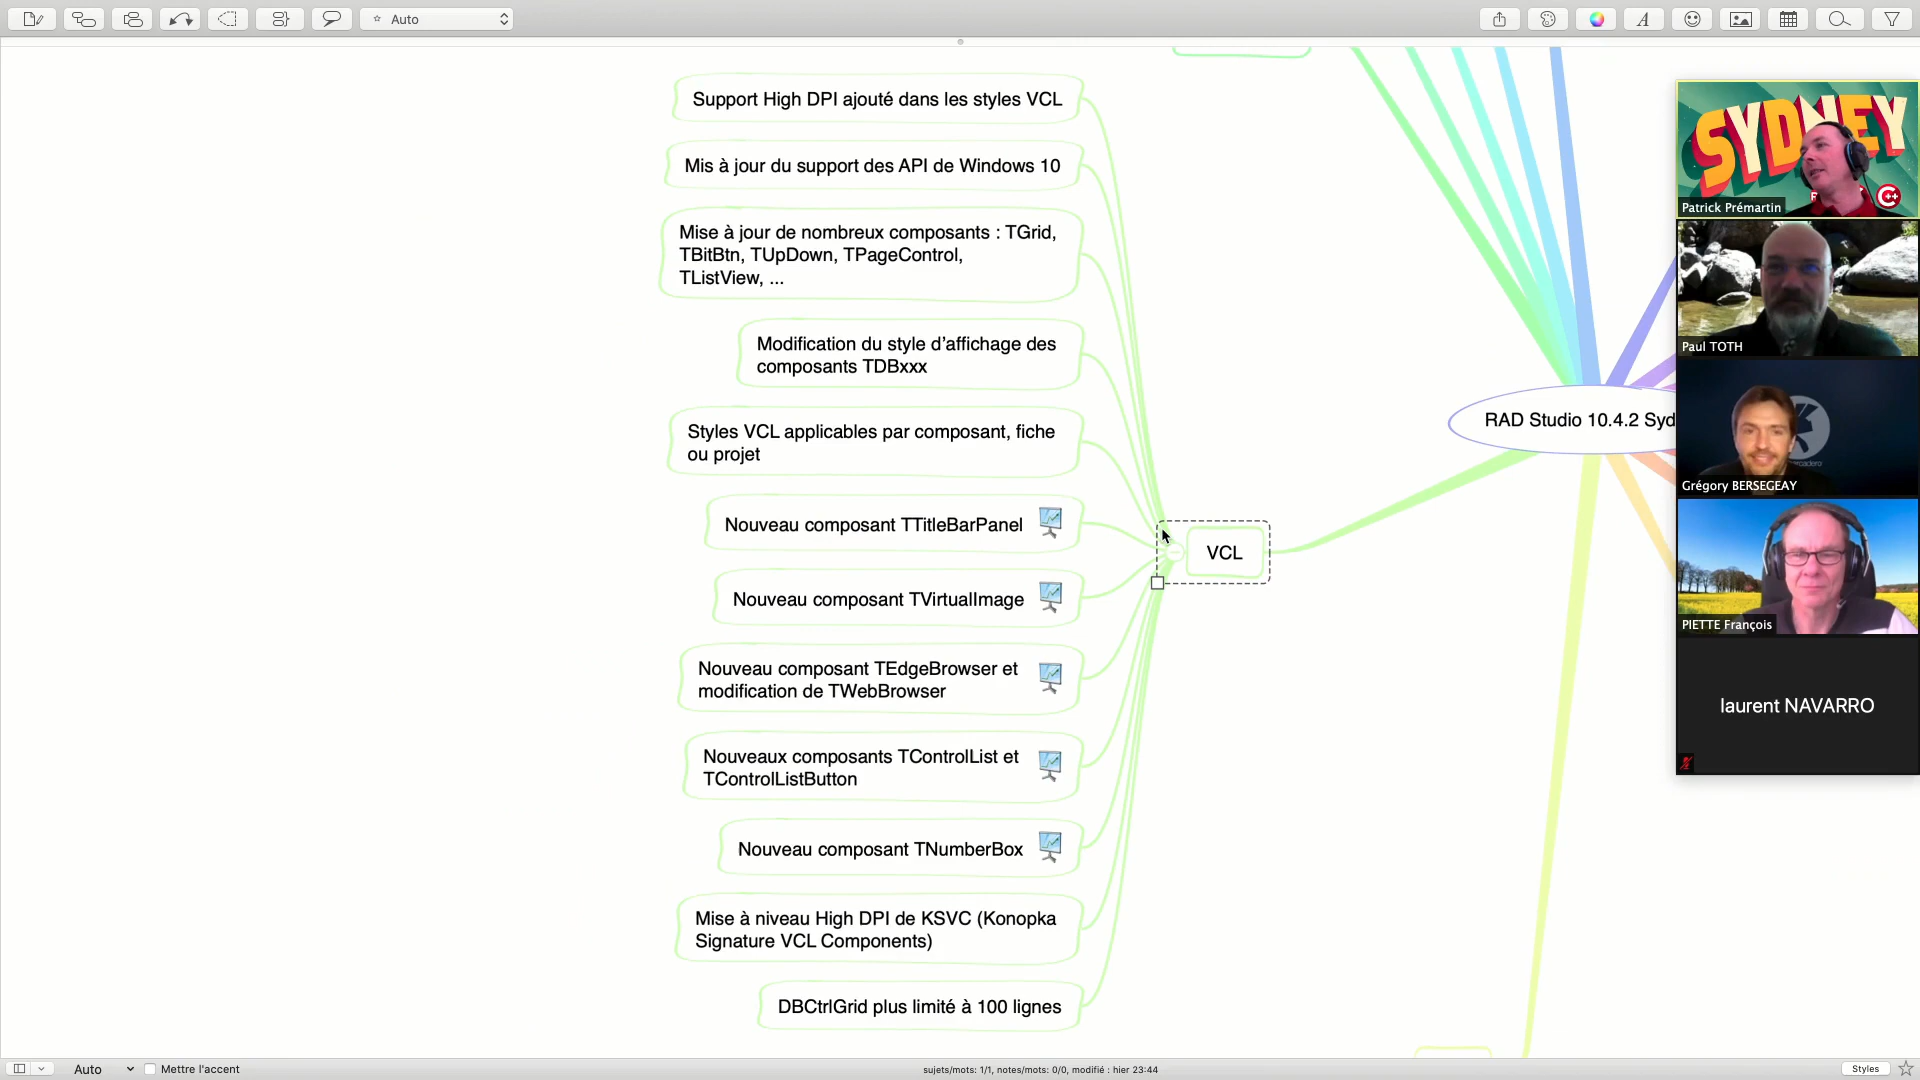 Auto
Support High DPI ajouté dans les styles VCL
Mis à jour du support des API de Windows 10
Mise à jour de nombreux composants : TGrid,
TBitBtn, TUpDown, TPageControl,
TListView, ...
Modification du style d'affichage des
composants TDBxxx
Styles VCL applicables par composant, fiche
ou projet
Nouveau composant TTitleBarPanel
Nouveau composant TVirtualImage
Nouveau composant TEdgeBrowser et
modification de TWebBrowser
Nouveaux composants TControlList et
TControlListButton
Nouveau composant TNumberBox
Mise à niveau High DPI de KSVC (Konopka
Signature VCL Components)
DBCtrlGrid plus limité à 100 lignes
VCL
RAD Studio 10.4.2 Syd
SYDNEY
Patrick Prémartin
Paul TOTH
Grégory BERSEGEAY
PIETTE François
laurent NAVARRO
Auto
Mettre l'accent
sujets/mots: 1/1, notes/mots: 0/0, modifié : hier 23:44
Styles